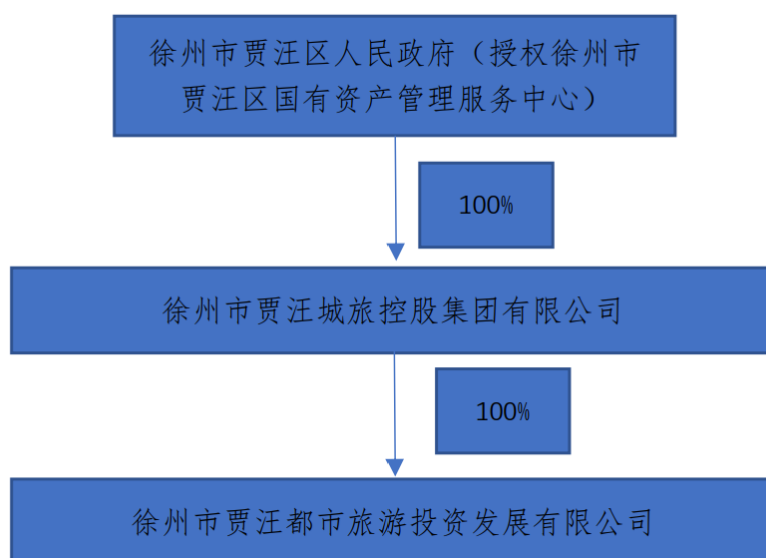 徐州市贾汪区人民政府（授权徐州市
贾汪区国有资产管理服务中心）
100%
徐州市贾汪城旅控股集团有限公司
100%
徐州市贾汪都市旅游投资发展有限公司